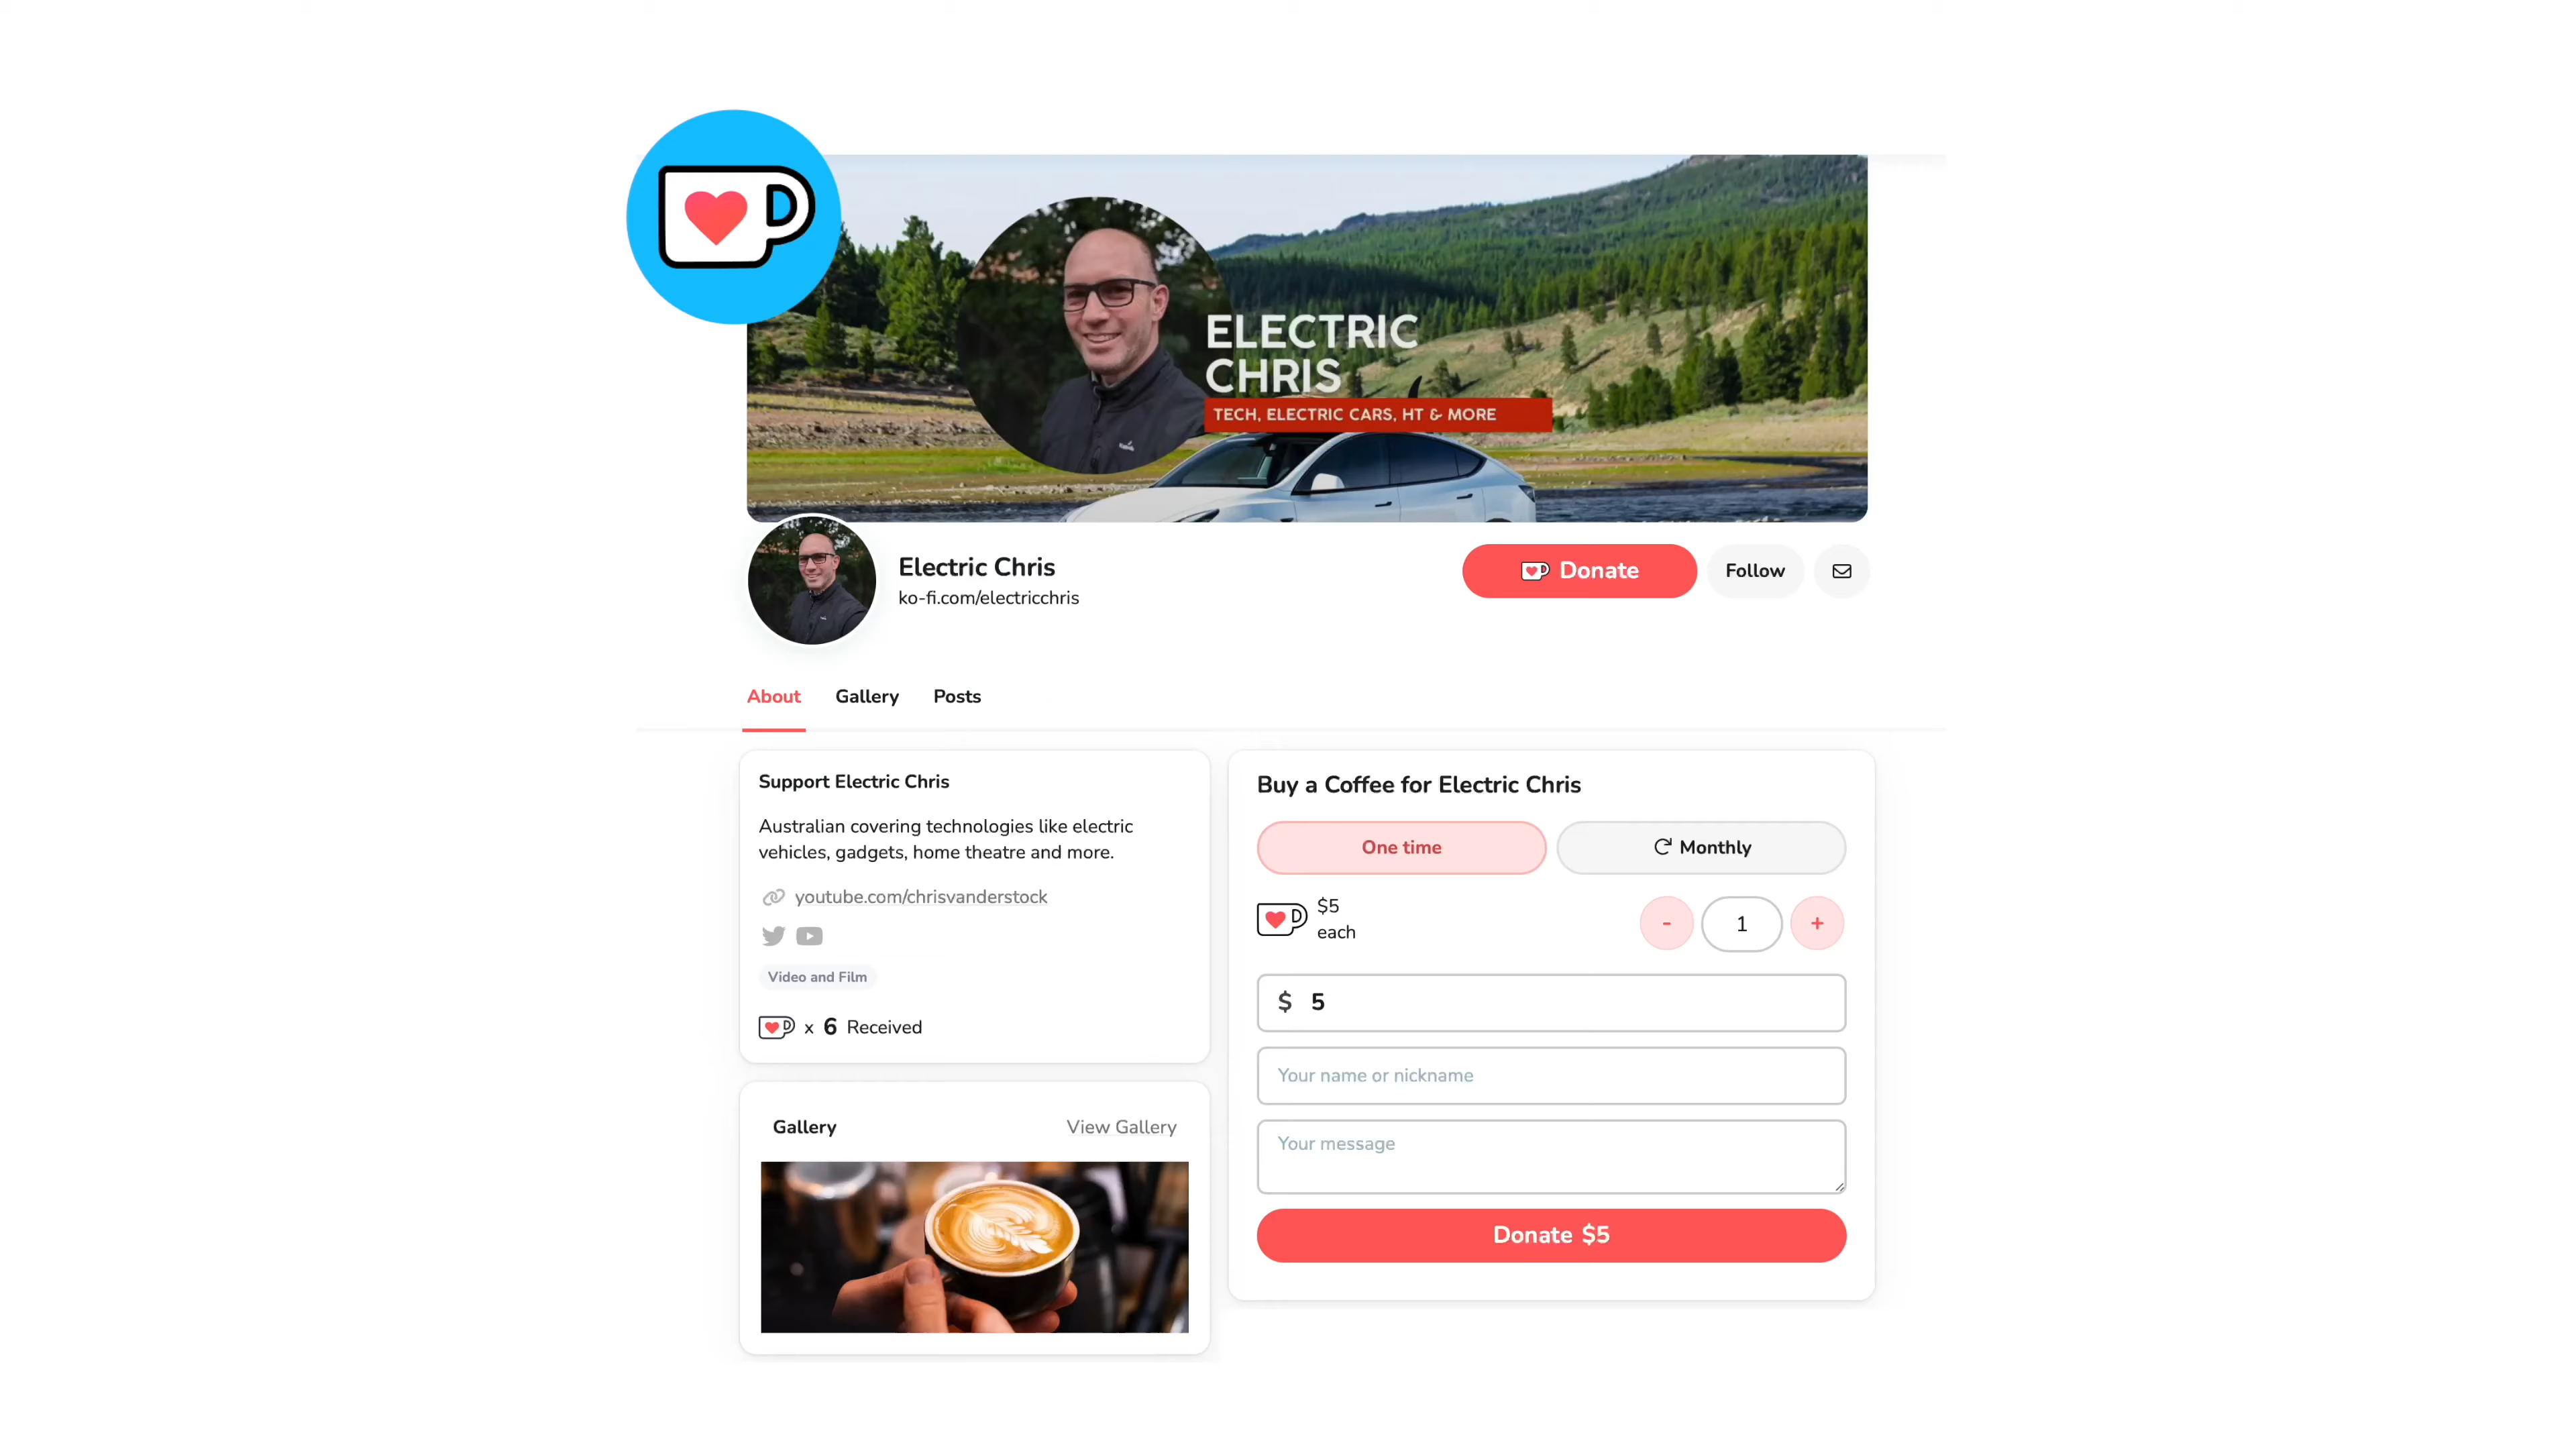 ELECTRIC
CHRIS
TECH, ELECTRIC CARS, HT & MORE
Electric Chris
ko-fi.com/electricchris
Donate
Follow
About
Gallery
Posts
Support Electric Chris
Australian covering technologies like electric
vehicles, gadgets, home theatre and more.
youtube.com/chrisvanderstock
Video and Film
x 6 Received
Gallery
View Gallery
Buy a Coffee for Electric Chris
One time
Monthly
$5
each
- 1 +
$ 5
Your name or nickname
Your message
Donate $5